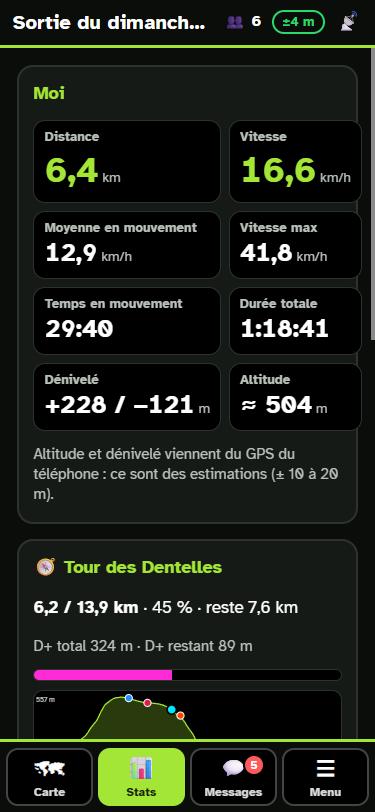 Sortie du dimanch... 6 ±4 m
Moi
Distance
6,4 km
Vitesse
16,6 km/h
Moyenne en mouvement
12,9 km/h
Vitesse max
41,8 km/h
Temps en mouvement
29:40
Durée totale
1:18:41
Dénivelé
+228 / −121 m
Altitude
≈ 504 m
Altitude et dénivelé viennent du GPS du
téléphone : ce sont des estimations (± 10 à 20
m).
Tour des Dentelles
6,2 / 13,9 km · 45 % · reste 7,6 km
D+ total 324 m · D+ restant 89 m
557 m
Carte
Stats
5
Messages
Menu